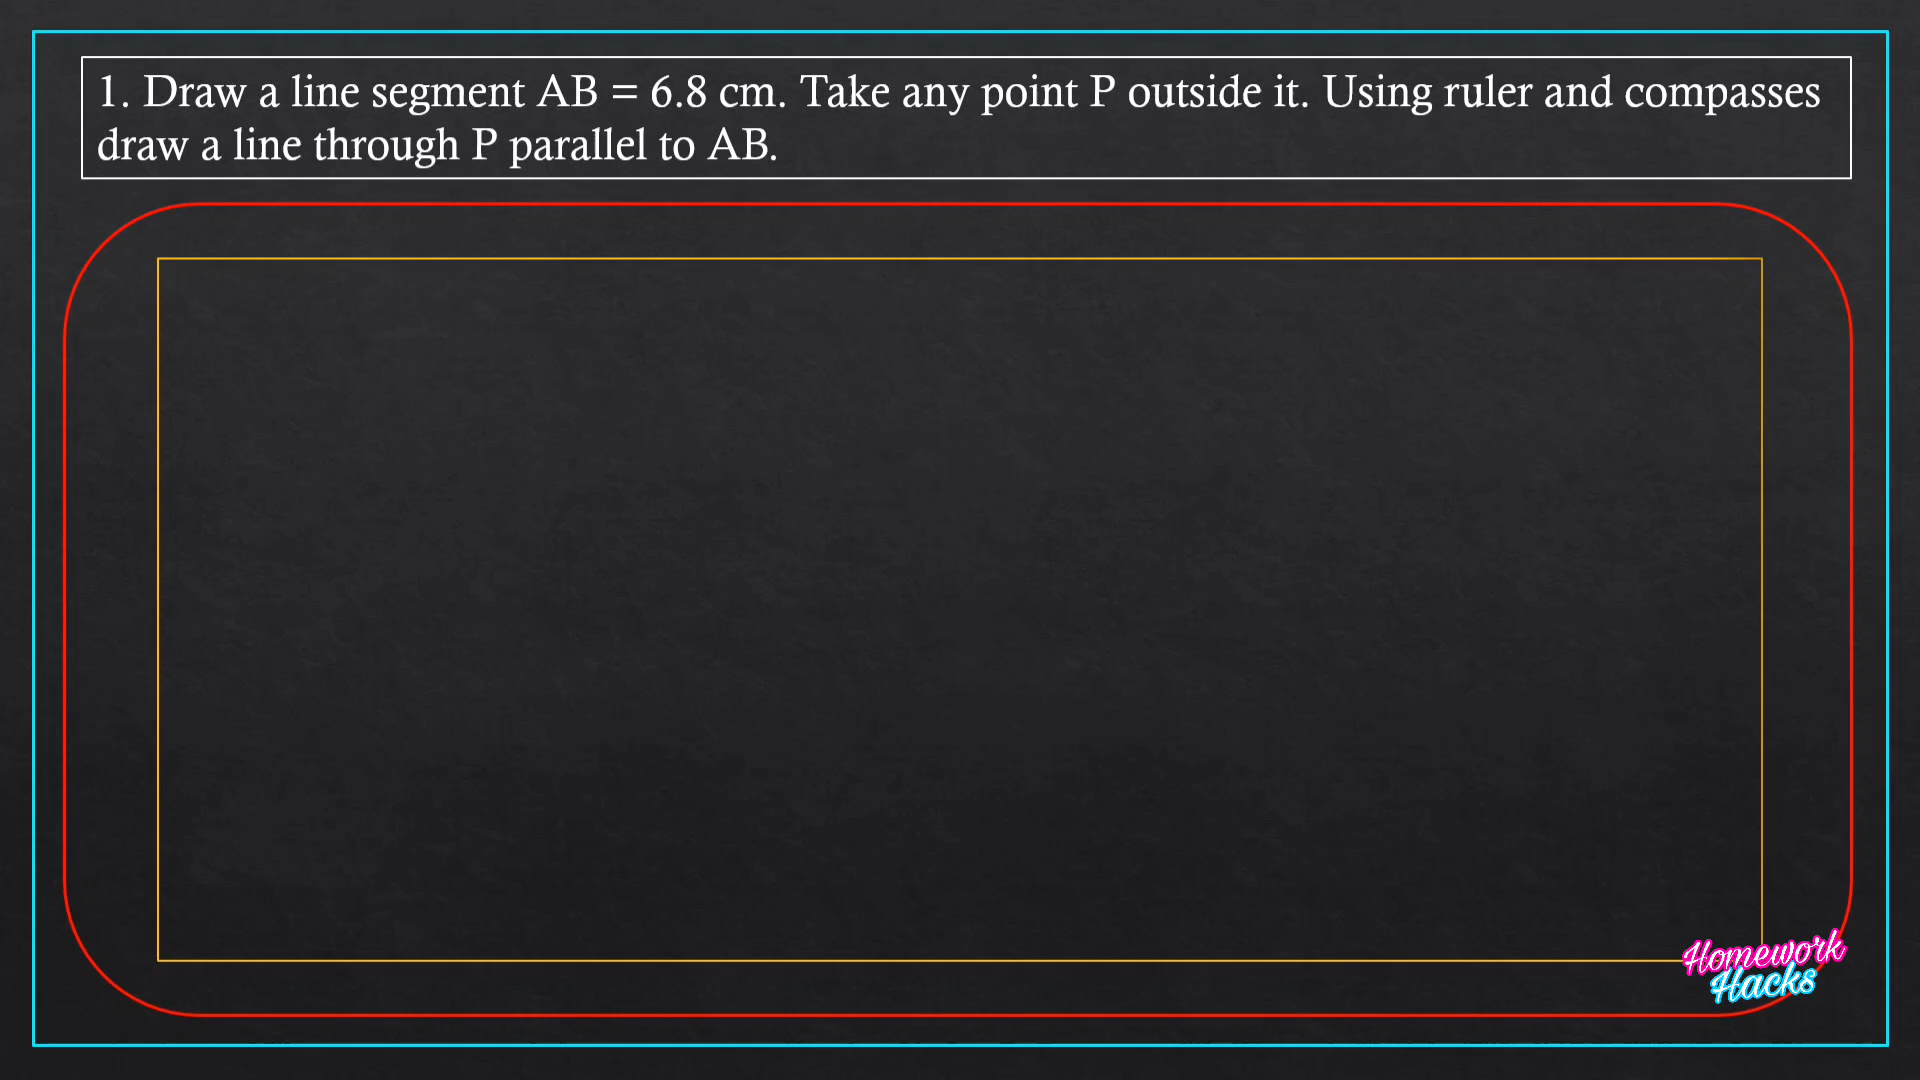 1. Draw a line segment AB = 6.8 cm. Take any point P outside it. Using ruler and compasses
draw a line through P parallel to AB.
Homework
Hacks